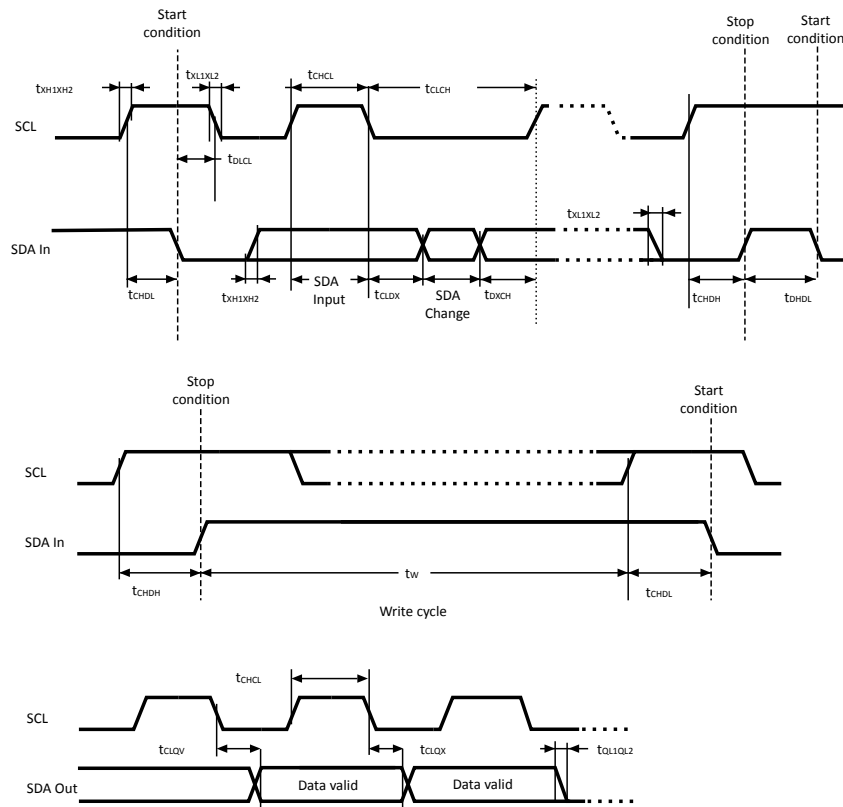 Start
condition
Stop
condition
Start
condition
tXH1XH2
tXL1XL2
tCHCL
tCLCH
SCL
tDLCL
tXL1XL2
SDA In
tCHDL
tXH1XH2
SDA
Input
tCLDX
SDA
Change
tDXCH
tCHDH
tDHDL
Stop
condition
Start
condition
SCL
SDA In
tCHDH
tW
tCHDL
Write cycle
tCHCL
SCL
tCLQV
tCLQX
tQL1QL2
SDA Out
Data valid
Data valid